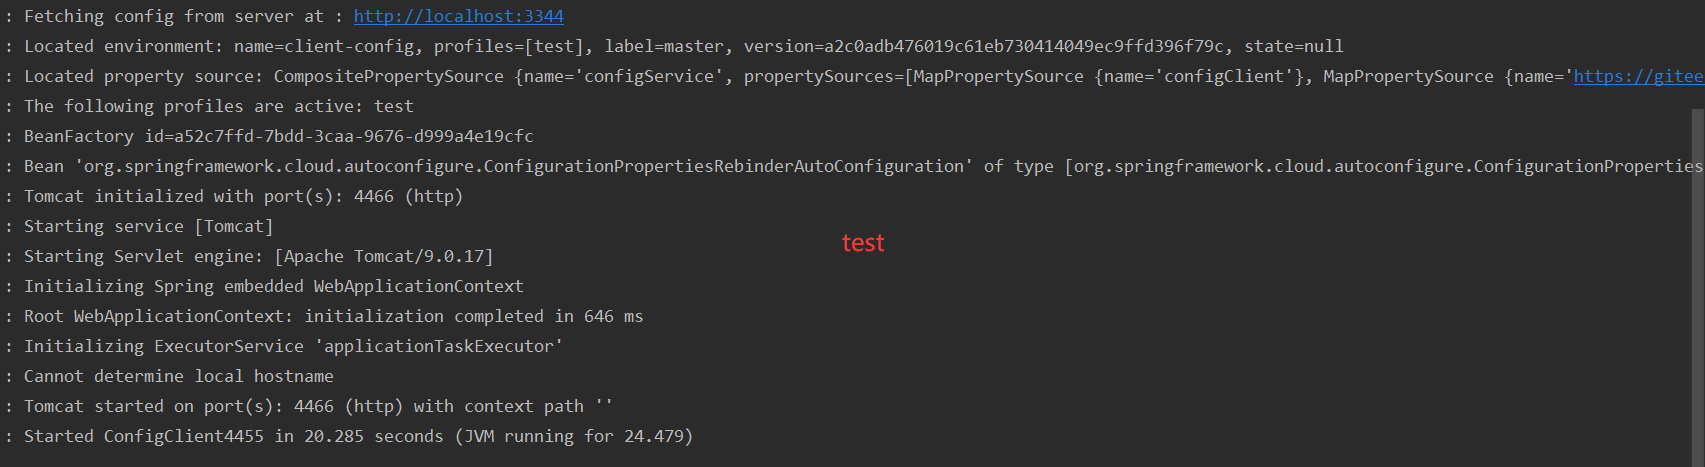 : Fetching config from server at : http://localhost:3344
: Located environment: name=client-config, profiles=[test], label=master, version=a2c0adb476019c61eb730414049ec9ffd396f79c, state=null
: Located property source: CompositePropertySource {name='configService', propertySources=[MapPropertySource {name='configClient'}, MapPropertySource {name='https://gitee
: The following profiles are active: test
: BeanFactory id=a52c7ffd-7bdd-3caa-9676-d999a4e19cfc
: Bean 'org.springframework.cloud.autoconfigure.ConfigurationPropertiesRebinderAutoConfiguration' of type [org.springframework.cloud.autoconfigure.ConfigurationProperties
: Tomcat initialized with port(s): 4466 (http)
: Starting service [Tomcat]
test
: Starting Servlet engine: [Apache Tomcat/9.0.17]
: Initializing Spring embedded WebApplicationContext
: Root WebApplicationContext: initialization completed in 646 ms
: Initializing ExecutorService 'applicationTaskExecutor'
: Cannot determine local hostname
: Tomcat started on port(s): 4466 (http) with context path ''
: Started ConfigClient4455 in 20.285 seconds (JVM running for 24.479)